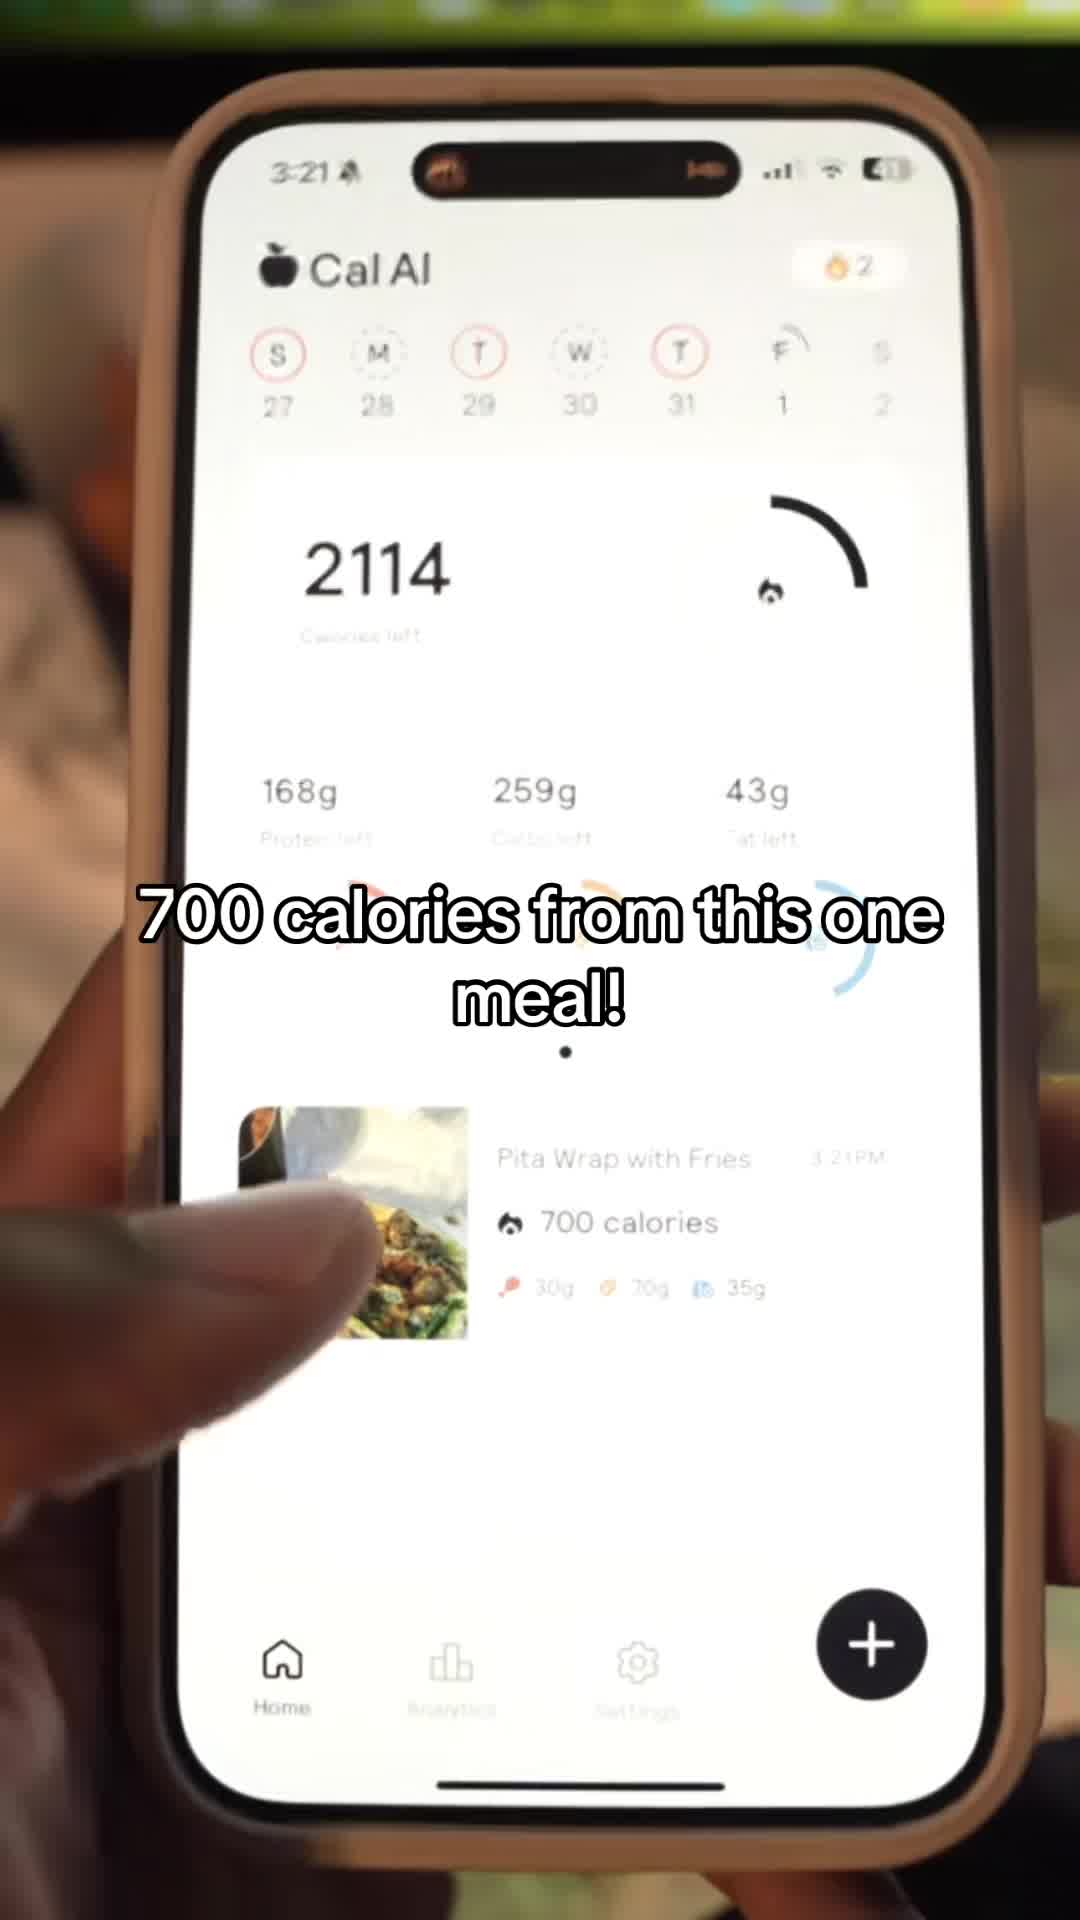 3:21
41
Cal AI
2
S M T W T F S
27 28 29 30 31 1 2
2114
Calories left
168g 259g 43g
Protein left Carbs left Fat left
700 calories from this one
meal!
Pita Wrap with Fries 3:21PM
700 calories
30g 70g 35g
Home Analytics Settings